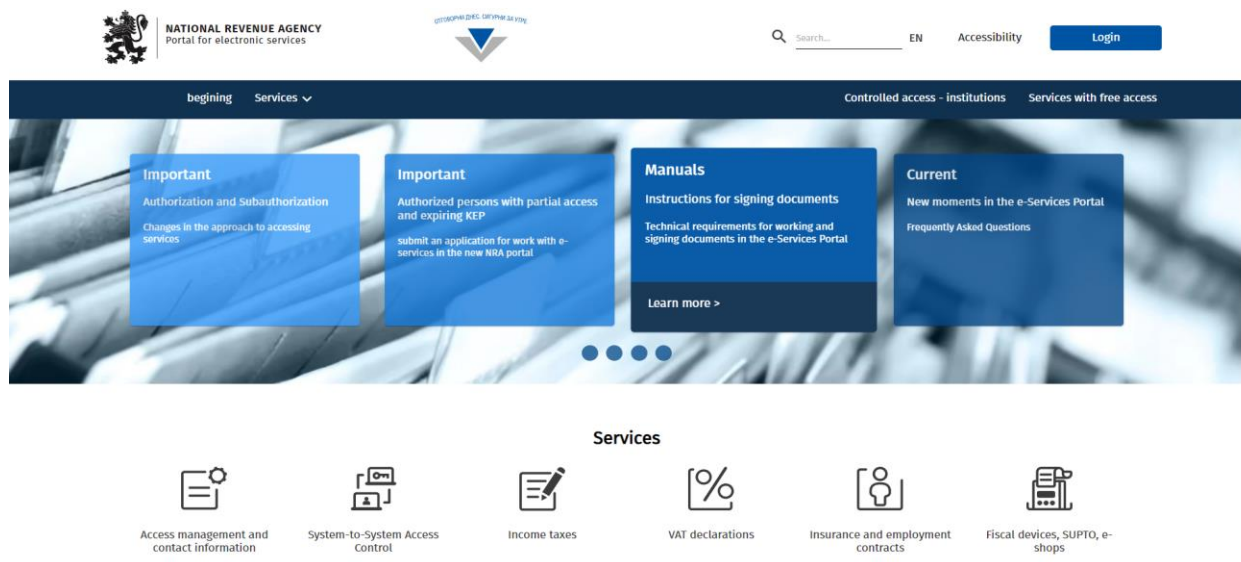 NATIONAL REVENUE AGENCY
Portal for electronic services
ОТГОВОРНИ ДНЕС, СИГУРНИ ЗА УТРЕ
Search...
EN
Accessibility
Login
begining
Services
Controlled access - institutions
Services with free access
Important
Authorization and Subauthorization
Changes in the approach to accessing
services
Important
Authorized persons with partial access
and expiring KEP
submit an application for work with e-
services in the new NRA portal
Manuals
Instructions for signing documents
Technical requirements for working and
signing documents in the e-Services Portal
Learn more >
Current
New moments in the e-Services Portal
Frequently Asked Questions
Services
Access management and
contact information
System-to-System Access
Control
Income taxes
VAT declarations
Insurance and employment
contracts
Fiscal devices, SUPTO, e-
shops